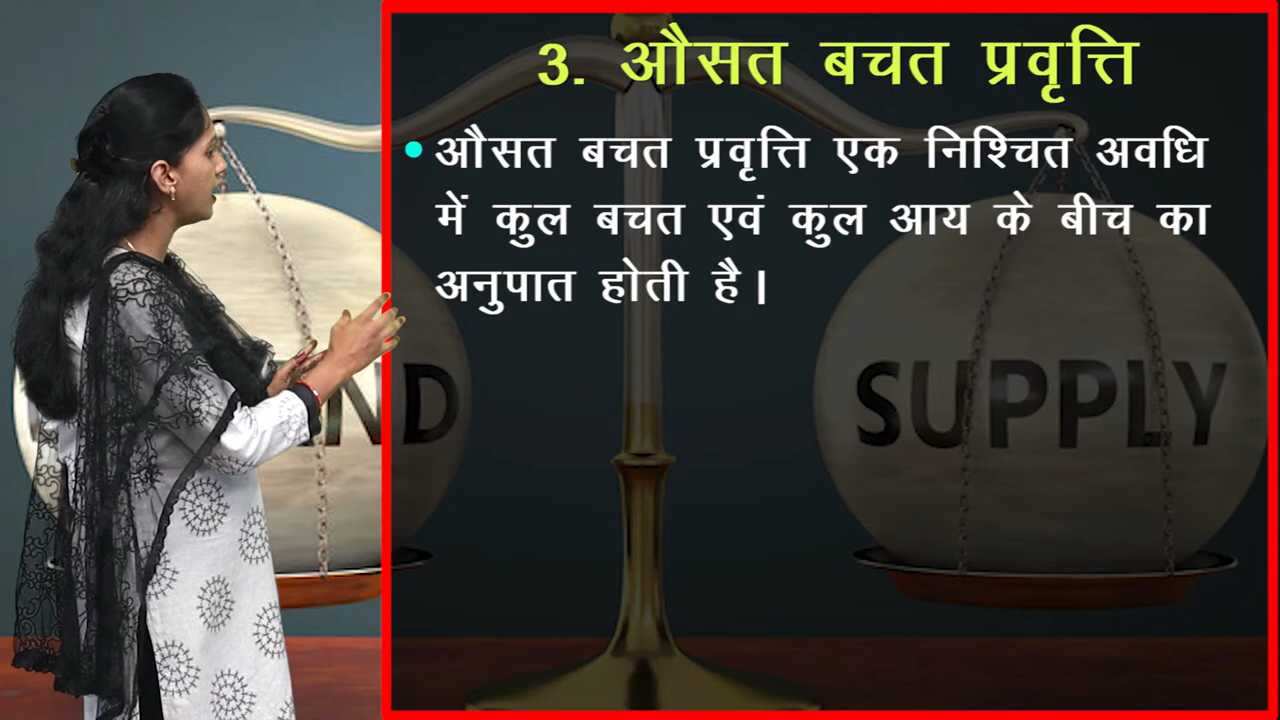 3. औसत बचत प्रवृत्ति
• औसत बचत प्रवृत्ति एक निश्चित अवधि
में कुल बचत एवं कुल आय के बीच का
अनुपात होती है।
SUPPLY